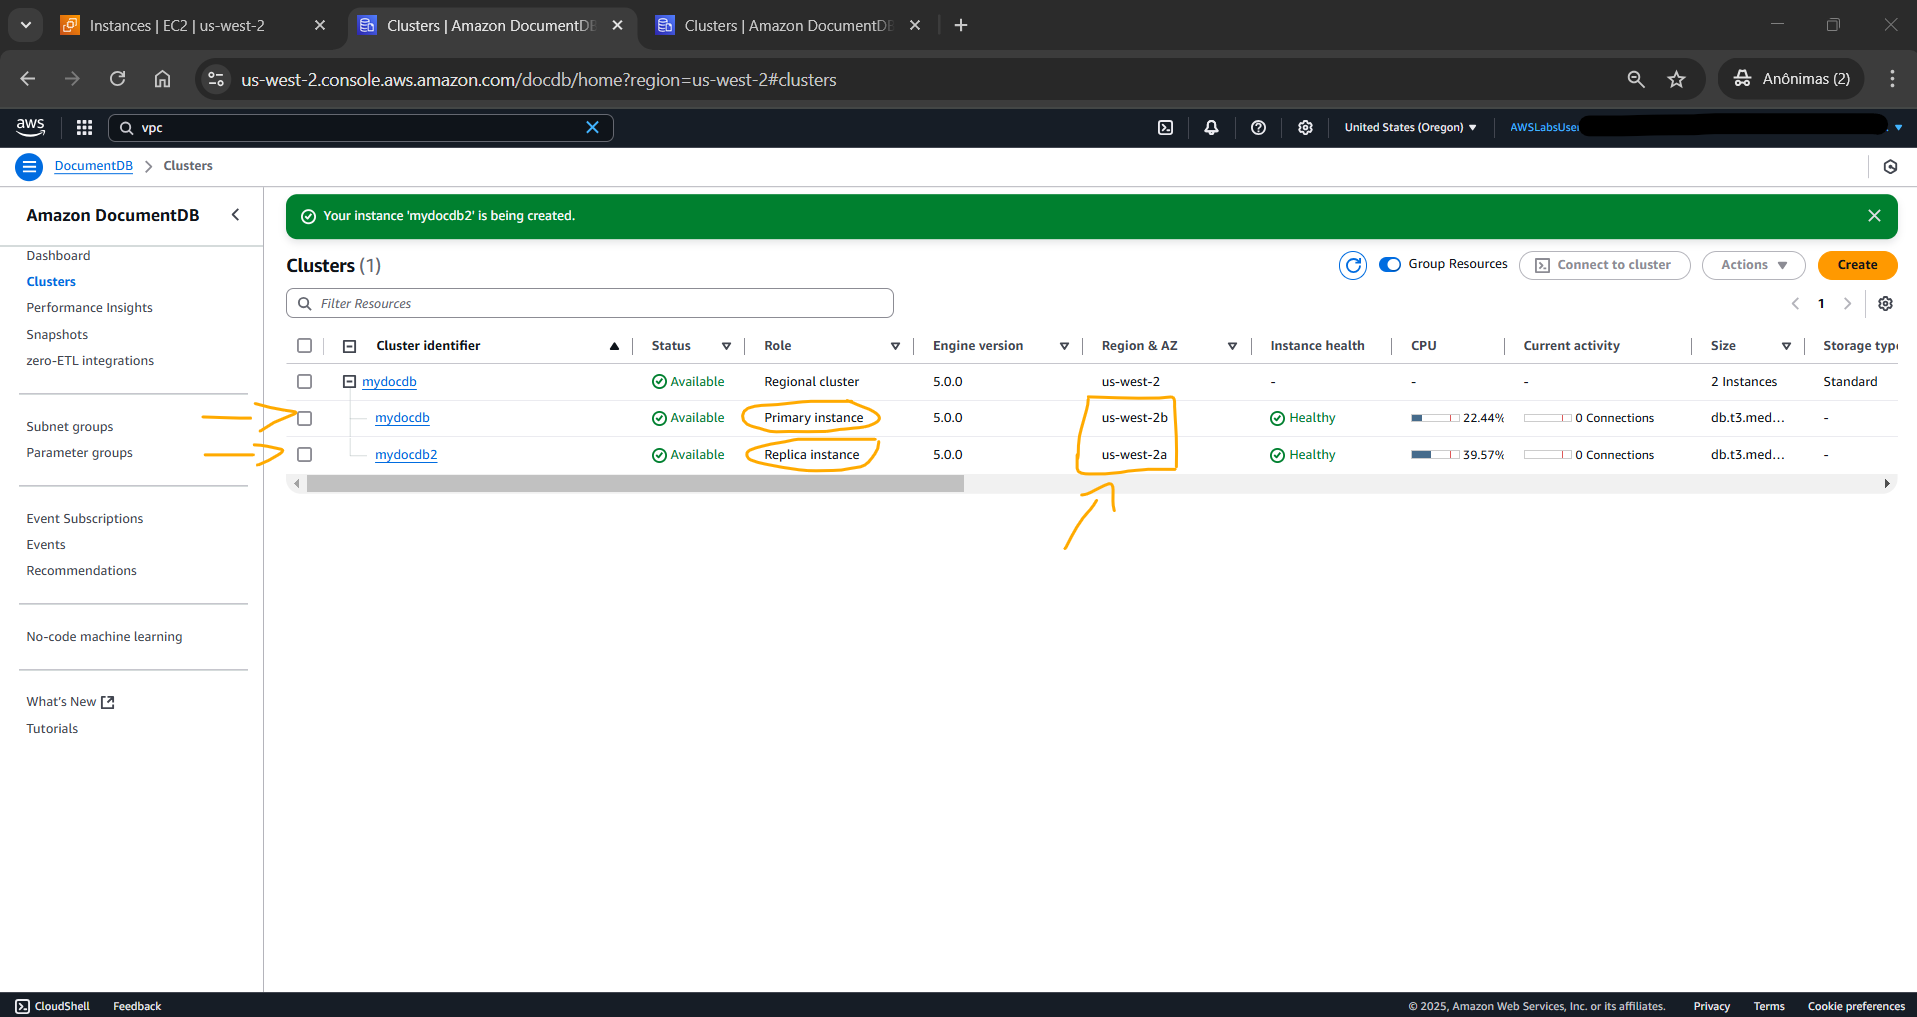 Instances | EC2 | us-west-2
Clusters | Amazon DocumentDB
Clusters | Amazon DocumentDB
us-west-2.console.aws.amazon.com/docdb/home?region=us-west-2#clusters
Anônimas (2)
aws
vpc
United States (Oregon)
AWSLabsUser
DocumentDB
Clusters
Amazon DocumentDB
Dashboard
Clusters
Performance Insights
Snapshots
zero-ETL integrations
Subnet groups
Parameter groups
Event Subscriptions
Events
Recommendations
No-code machine learning
What's New
Tutorials
Your instance 'mydocdb2' is being created.
Clusters (1)
Group Resources
Connect to cluster
Actions
Create
Filter Resources
1
Cluster identifier Status Role Engine version Region & AZ Instance health CPU Current activity Size Storage type
mydocdb Available Regional cluster 5.0.0 us-west-2 - - - 2 Instances Standard
mydocdb Available Primary instance 5.0.0 us-west-2b Healthy 22.44% 0 Connections db.t3.med... -
mydocdb2 Available Replica instance 5.0.0 us-west-2a Healthy 39.57% 0 Connections db.t3.med... -
CloudShell Feedback
© 2025, Amazon Web Services, Inc. or its affiliates. Privacy Terms Cookie preferences